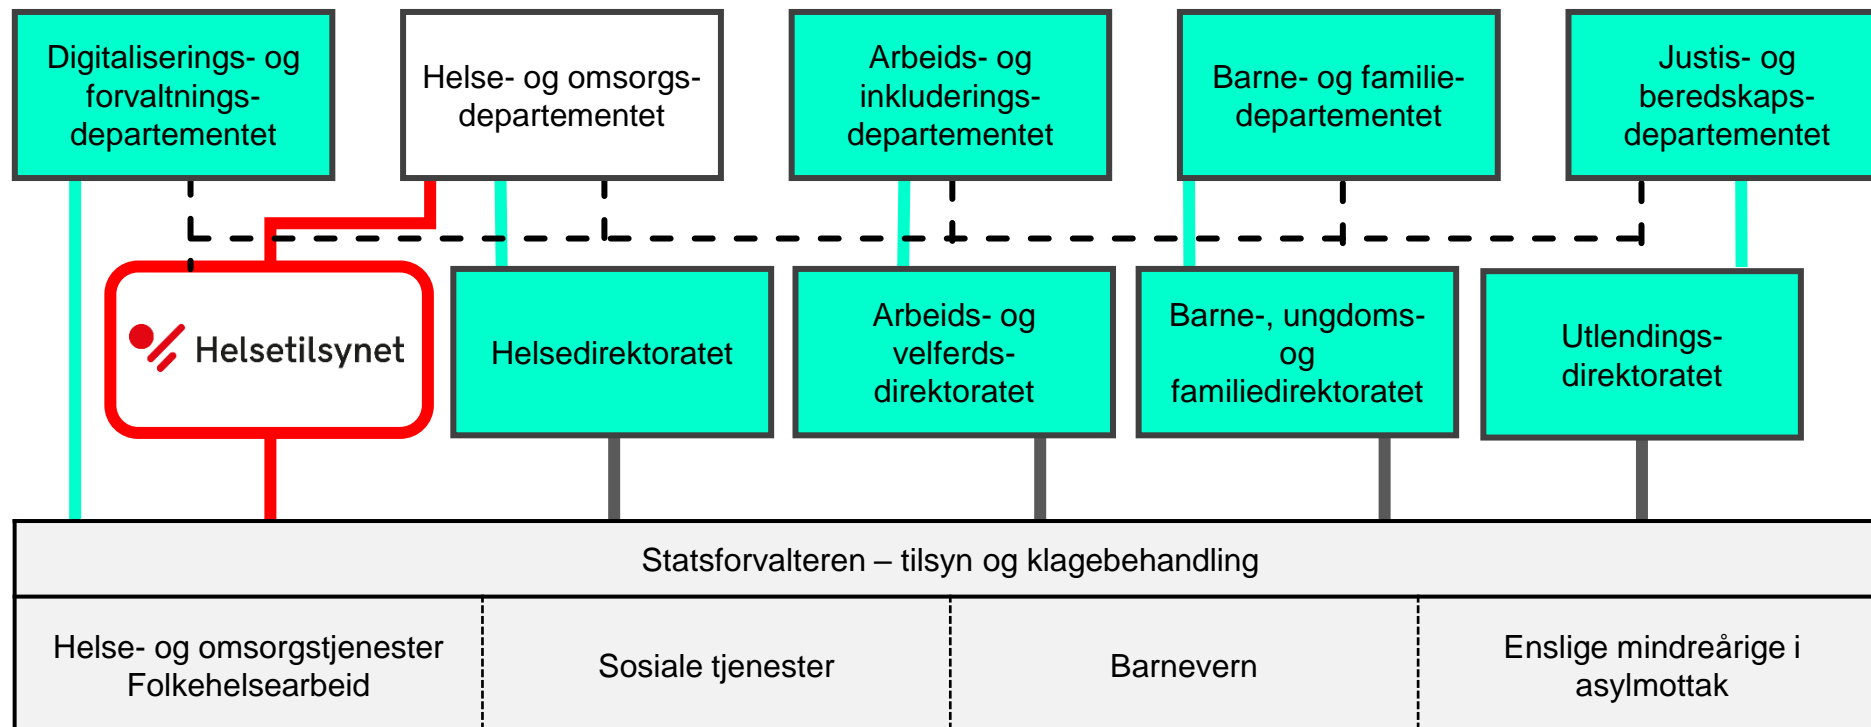 Digitaliserings- og
forvaltnings-
departementet
Helse- og omsorgs-
departementet
Arbeids- og
inkluderings-
departementet
Barne- og familie-
departementet
Justis- og
beredskaps-
departementet
Helsetilsynet
Helsedirektoratet
Arbeids- og
velferds-
direktoratet
Barne-, ungdoms-
og
familiedirektoratet
Utlendings-
direktoratet
Statsforvalteren – tilsyn og klagebehandling
Helse- og omsorgstjenester
Folkehelsearbeid
Sosiale tjenester
Barnevern
Enslige mindreårige i
asylmottak